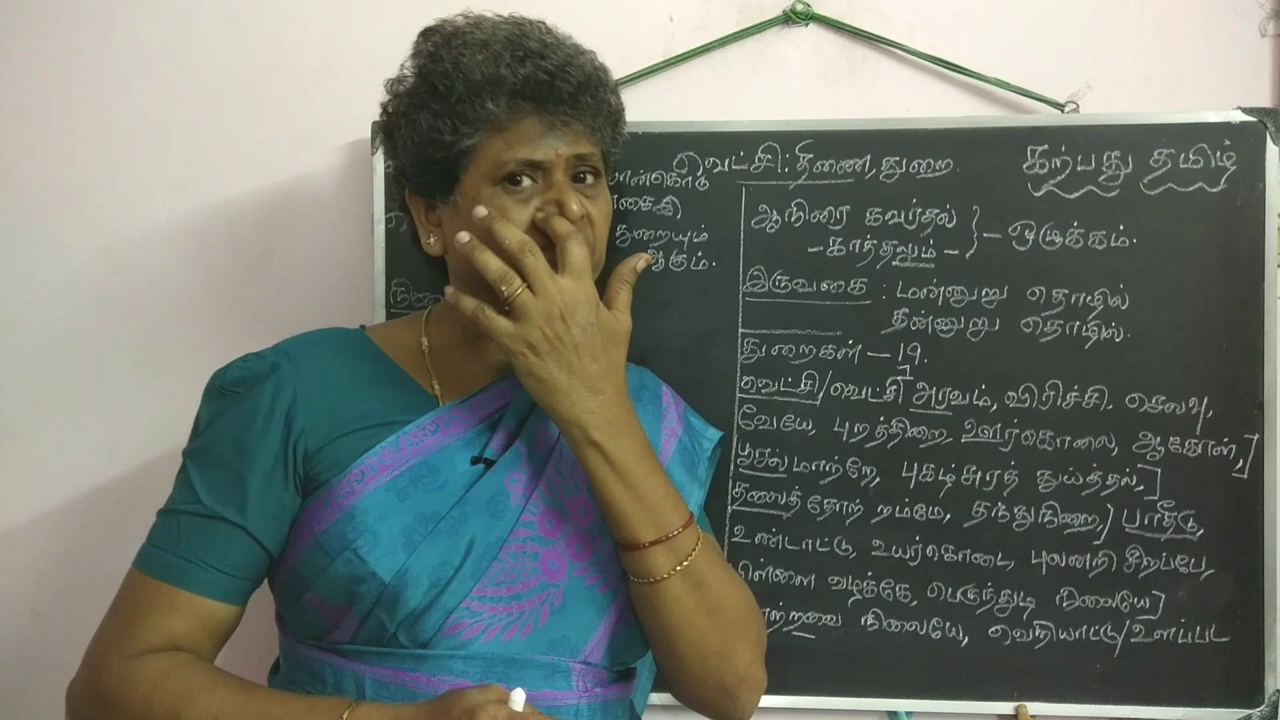 வெட்சி: திணை, துறை.
கற்பது தமிழ்
துறையும்
ஆகும்.
ஆநிரை கவர்தல் } - ஒழுக்கம்.
- காத்தலும் -
இருவகை : மன்னுறு தொழில்
தன்னுறு தொழில்.
துறைகள் – 19.
வெட்சி/வெட்சி அரவம், விரிச்சி. செலவு,
வேயே, புறத்திறை, ஊர்கொலை, ஆகோள்,]
பூசல்மாற்றே, புகழ்சுரத் துய்த்தல்,]
தலைத்தோற் றம்மே, தந்துநிறை,] பாதீடு,
உண்டாட்டு, உயர்கொடை, புலனறி சிறப்பே,
பிள்ளை வழக்கே, பெருந்துடி நிலையே]
நிலையே, வெறியாட்டு/உளப்பட